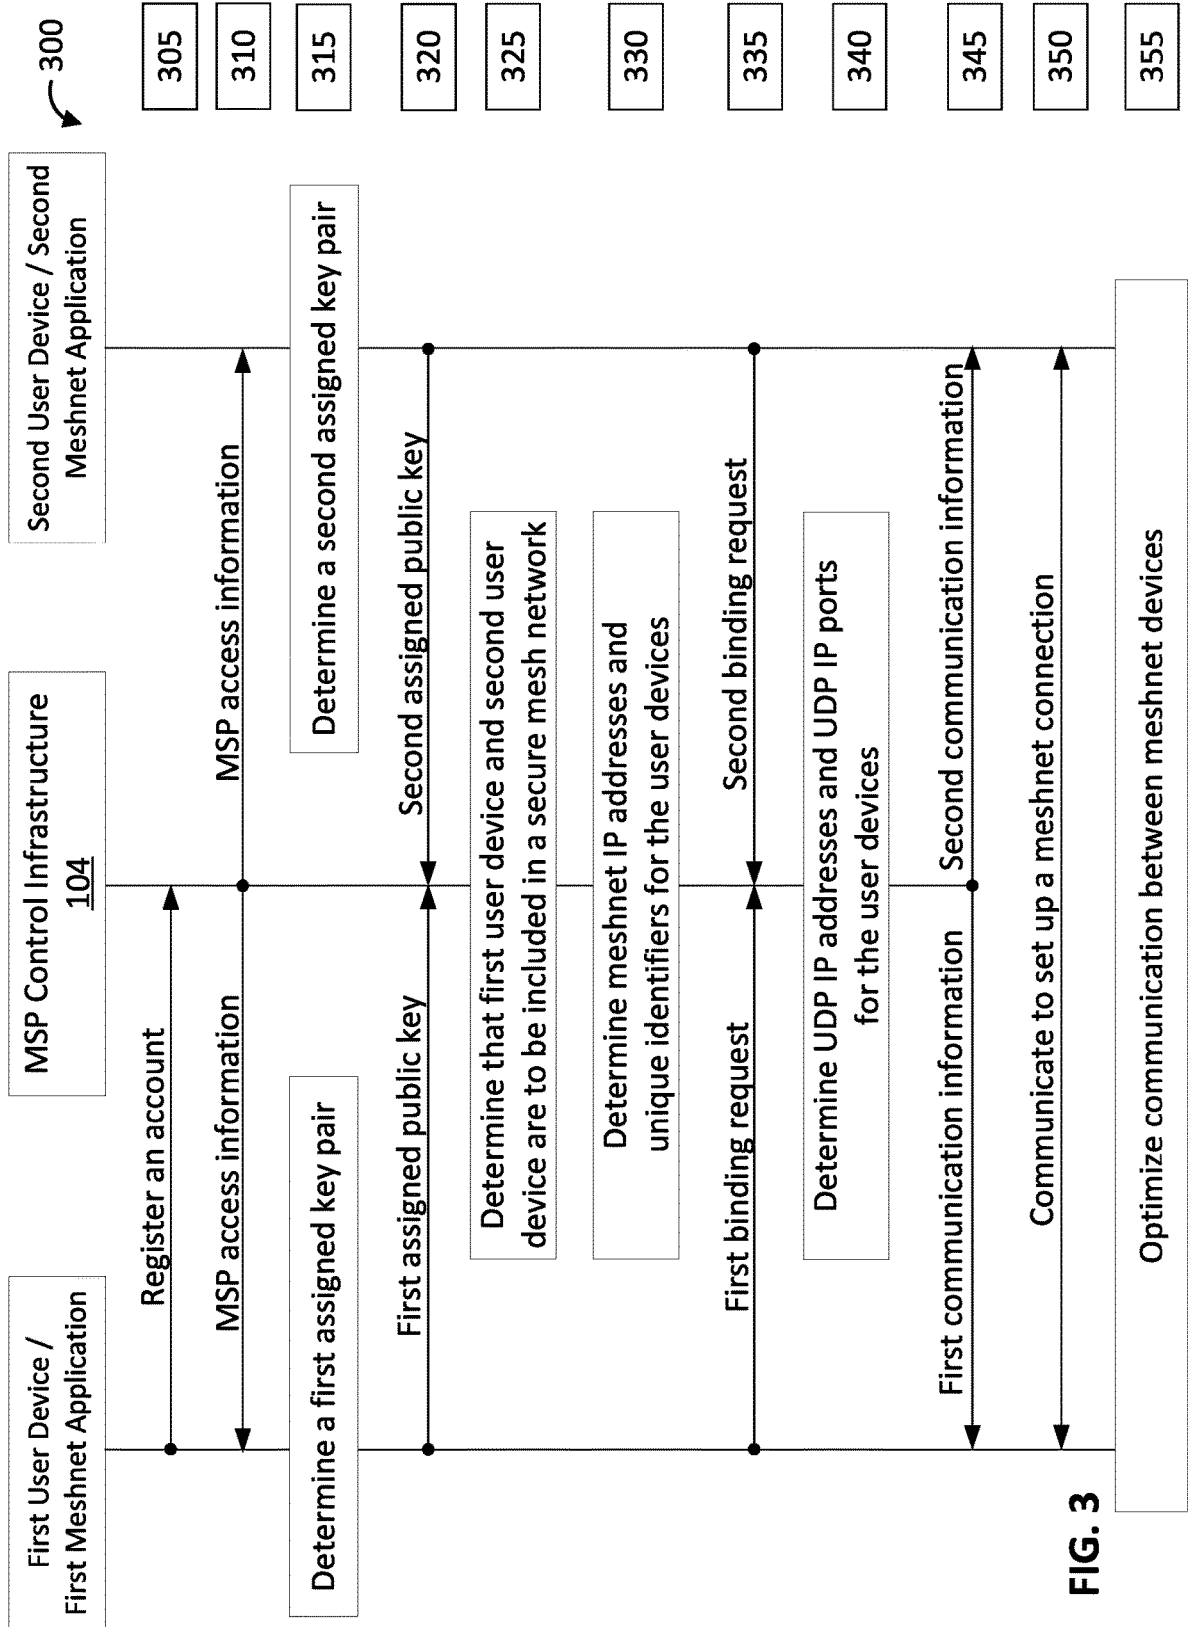 First User Device /
First Meshnet Application
MSP Control Infrastructure
104
Second User Device / Second
Meshnet Application
300
Register an account
305
MSP access information
MSP access information
310
Determine a first assigned key pair
Determine a second assigned key pair
315
First assigned public key
Second assigned public key
320
Determine that first user device and second user
device are to be included in a secure mesh network
325
Determine meshnet IP addresses and
unique identifiers for the user devices
330
First binding request
Second binding request
335
Determine UDP IP addresses and UDP IP ports
for the user devices
340
First communication information
Second communication information
345
Communicate to set up a meshnet connection
350
Optimize communication between meshnet devices
355
FIG. 3